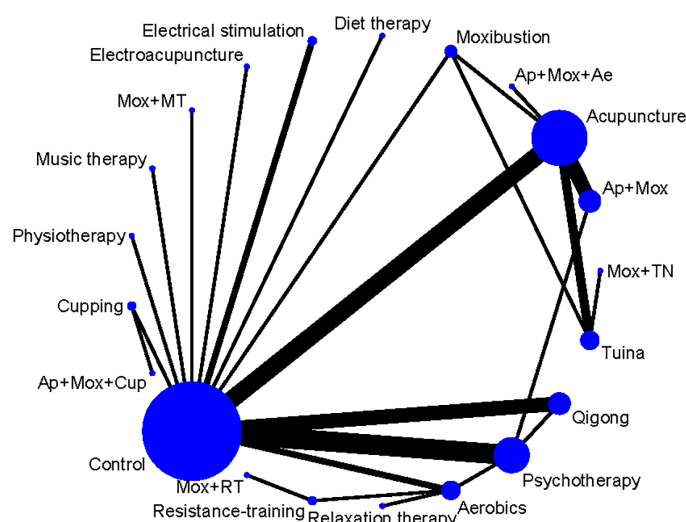 Electrical stimulation
Diet therapy
Moxibustion
Electroacupuncture
Ap+Mox+Ae
Mox+MT
Acupuncture
Music therapy
Ap+Mox
Physiotherapy
Mox+TN
Cupping
Tuina
Ap+Mox+Cup
Qigong
Control
Psychotherapy
Mox+RT
Aerobics
Resistance-training
Relaxation therapy